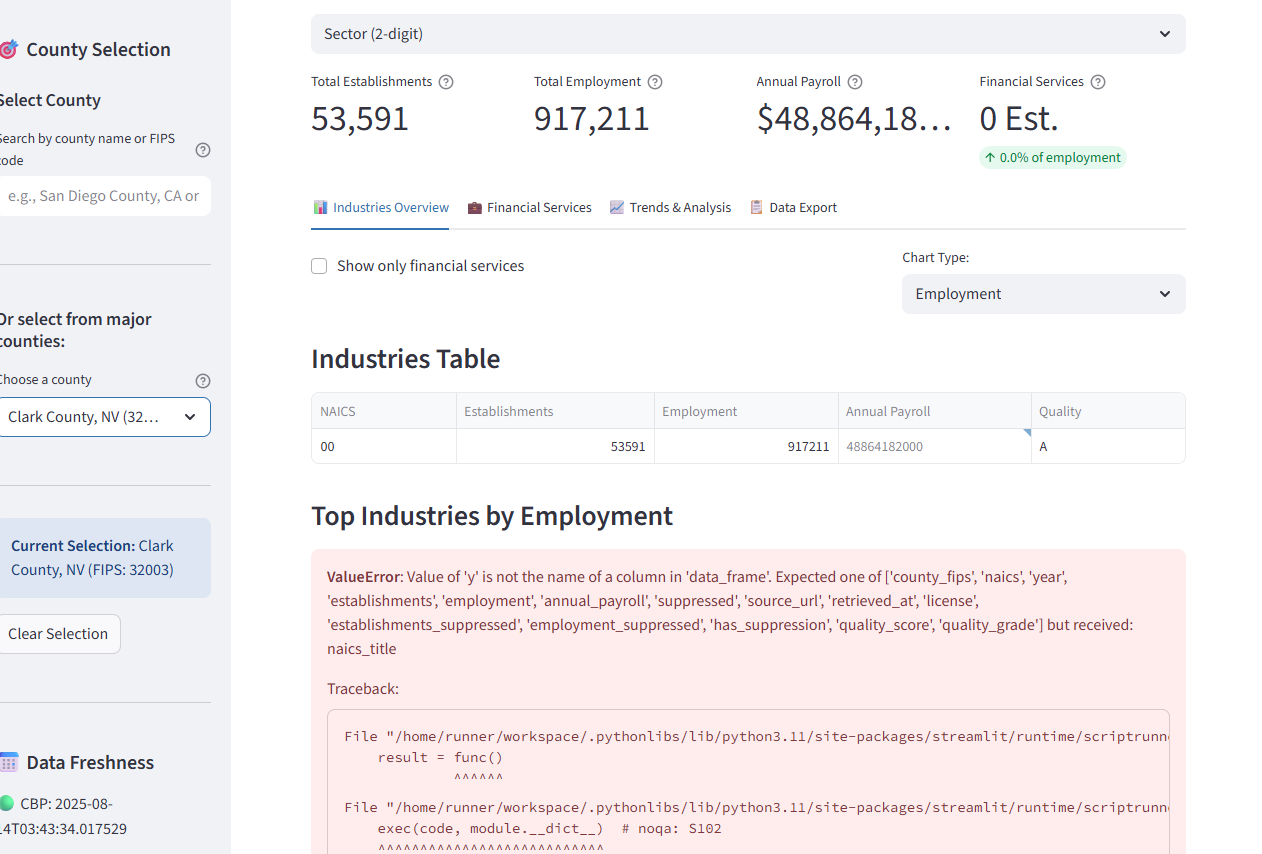 County Selection
Select County
Search by county name or FIPS
code
e.g., San Diego County, CA or
Or select from major
counties:
Choose a county
Clark County, NV (32...
Current Selection: Clark
County, NV (FIPS: 32003)
Clear Selection
Data Freshness
CBP: 2025-08-
14T03:43:34.017529
Sector (2-digit)
Total Establishments
53,591
Total Employment
917,211
Annual Payroll
$48,864,18...
Financial Services
0 Est.
↑ 0.0% of employment
Industries Overview
Financial Services
Trends & Analysis
Data Export
Show only financial services
Chart Type:
Employment
Industries Table
NAICS Establishments Employment Annual Payroll Quality
00 53591 917211 48864182000 A
Top Industries by Employment
ValueError: Value of 'y' is not the name of a column in 'data_frame'. Expected one of ['county_fips', 'naics', 'year',
'establishments', 'employment', 'annual_payroll', 'suppressed', 'source_url', 'retrieved_at', 'license',
'establishments_suppressed', 'employment_suppressed', 'has_suppression', 'quality_score', 'quality_grade'] but received:
naics_title
Traceback:
File "/home/runner/workspace/.pythonlibs/lib/python3.11/site-packages/streamlit/runtime/scriptrunne
result = func()
^^^^^^
File "/home/runner/workspace/.pythonlibs/lib/python3.11/site-packages/streamlit/runtime/scriptrunne
exec(code, module.__dict__)  # noqa: S102
^^^^^^^^^^^^^^^^^^^^^^^^^^^